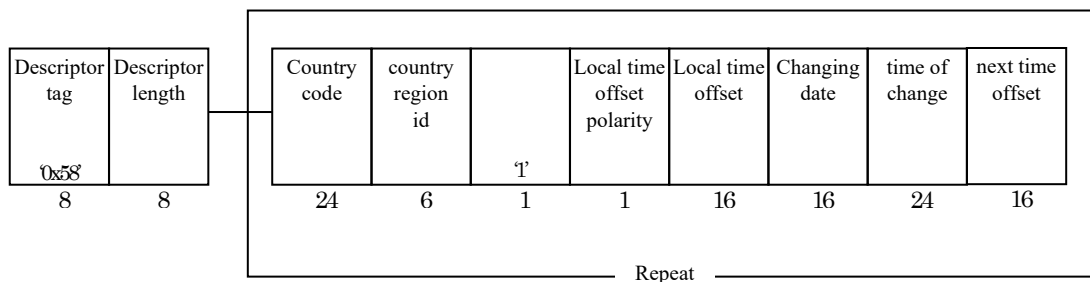 Descriptor tag
‘0x58’
8
Descriptor length
8
Country code
24
country region id
6
‘1’
1
Local time offset polarity
1
Local time offset
16
Changing date
16
time of change
24
next time offset
16
Repeat